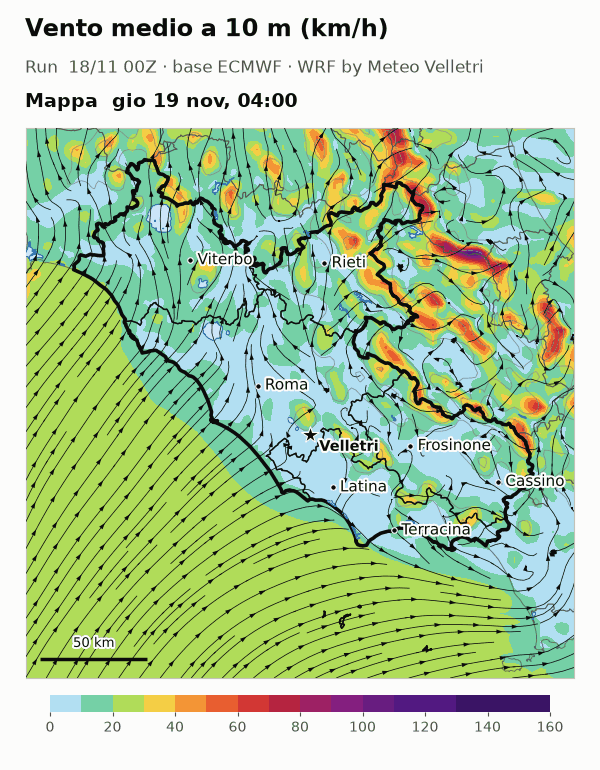 Vento medio a 10 m (km/h)
Run  18/11 00Z · base ECMWF · WRF by Meteo Velletri
Mappa  gio 19 nov, 04:00
Viterbo
Rieti
Roma
Velletri
Frosinone
Latina
Cassino
Terracina
50 km
0 20 40 60 80 100 120 140 160